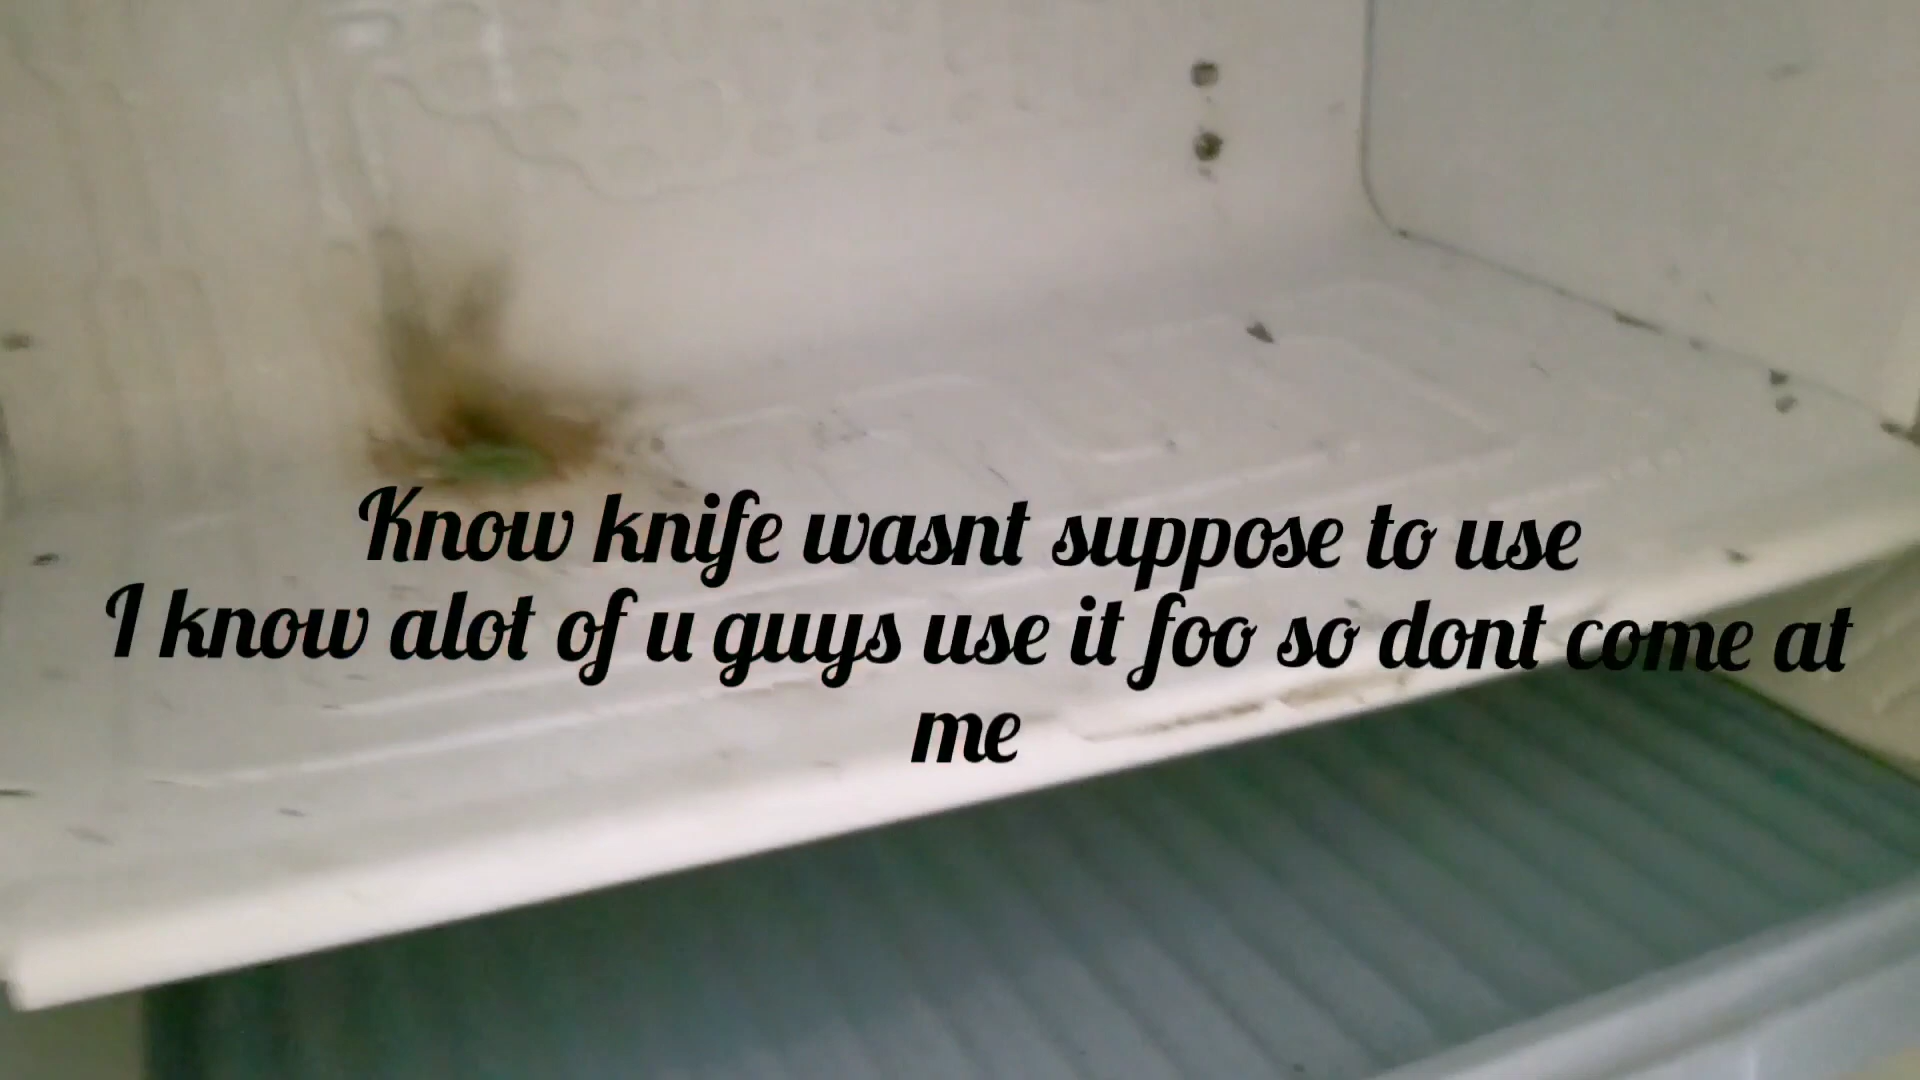 Know knife wasnt suppose to use
I know alot of u guys use it foo so dont come at
me